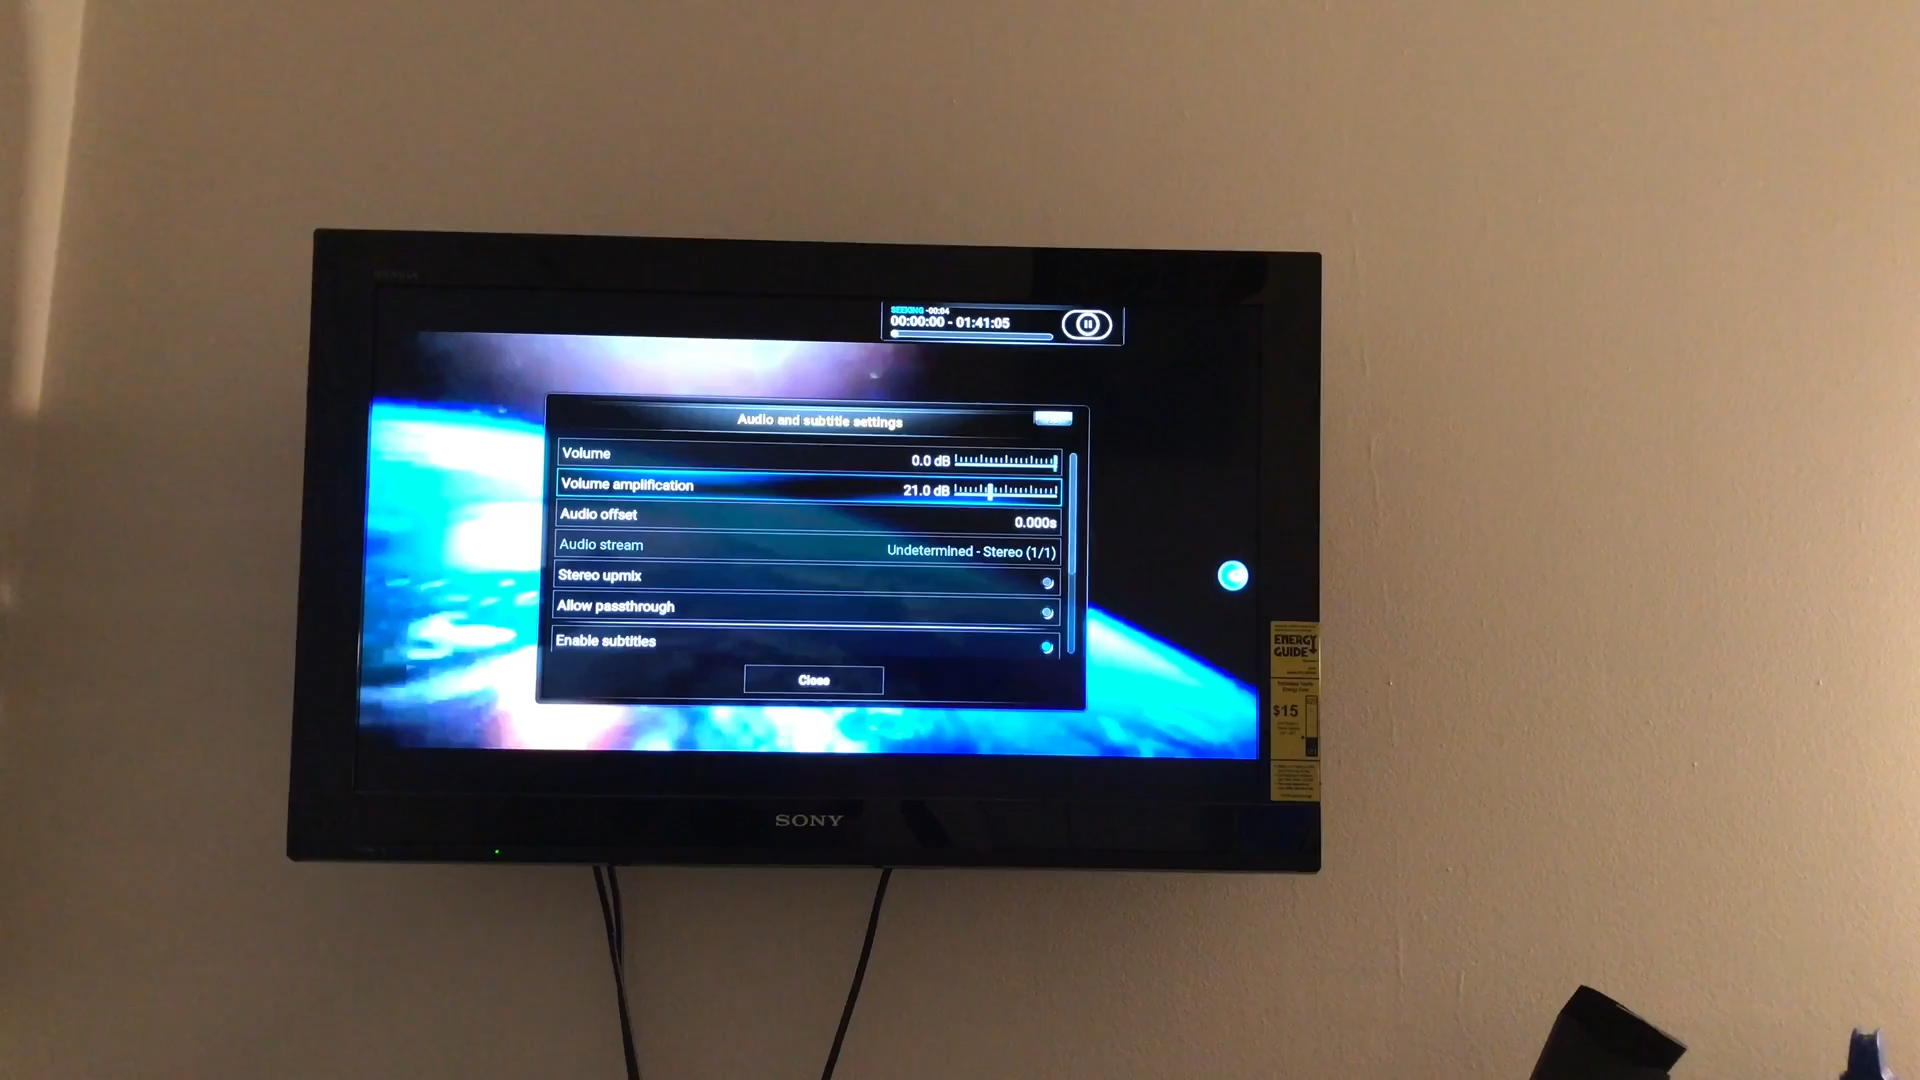 SEEKING -00:04
00:00:00 - 01:41:05
Audio and subtitle settings
Volume 0.0 dB
Volume amplification 21.0 dB
Audio offset 0.000s
Audio stream Undetermined - Stereo (1/1)
Stereo upmix
Allow passthrough
Enable subtitles
Close
ENERGY
GUIDE
$15
SONY